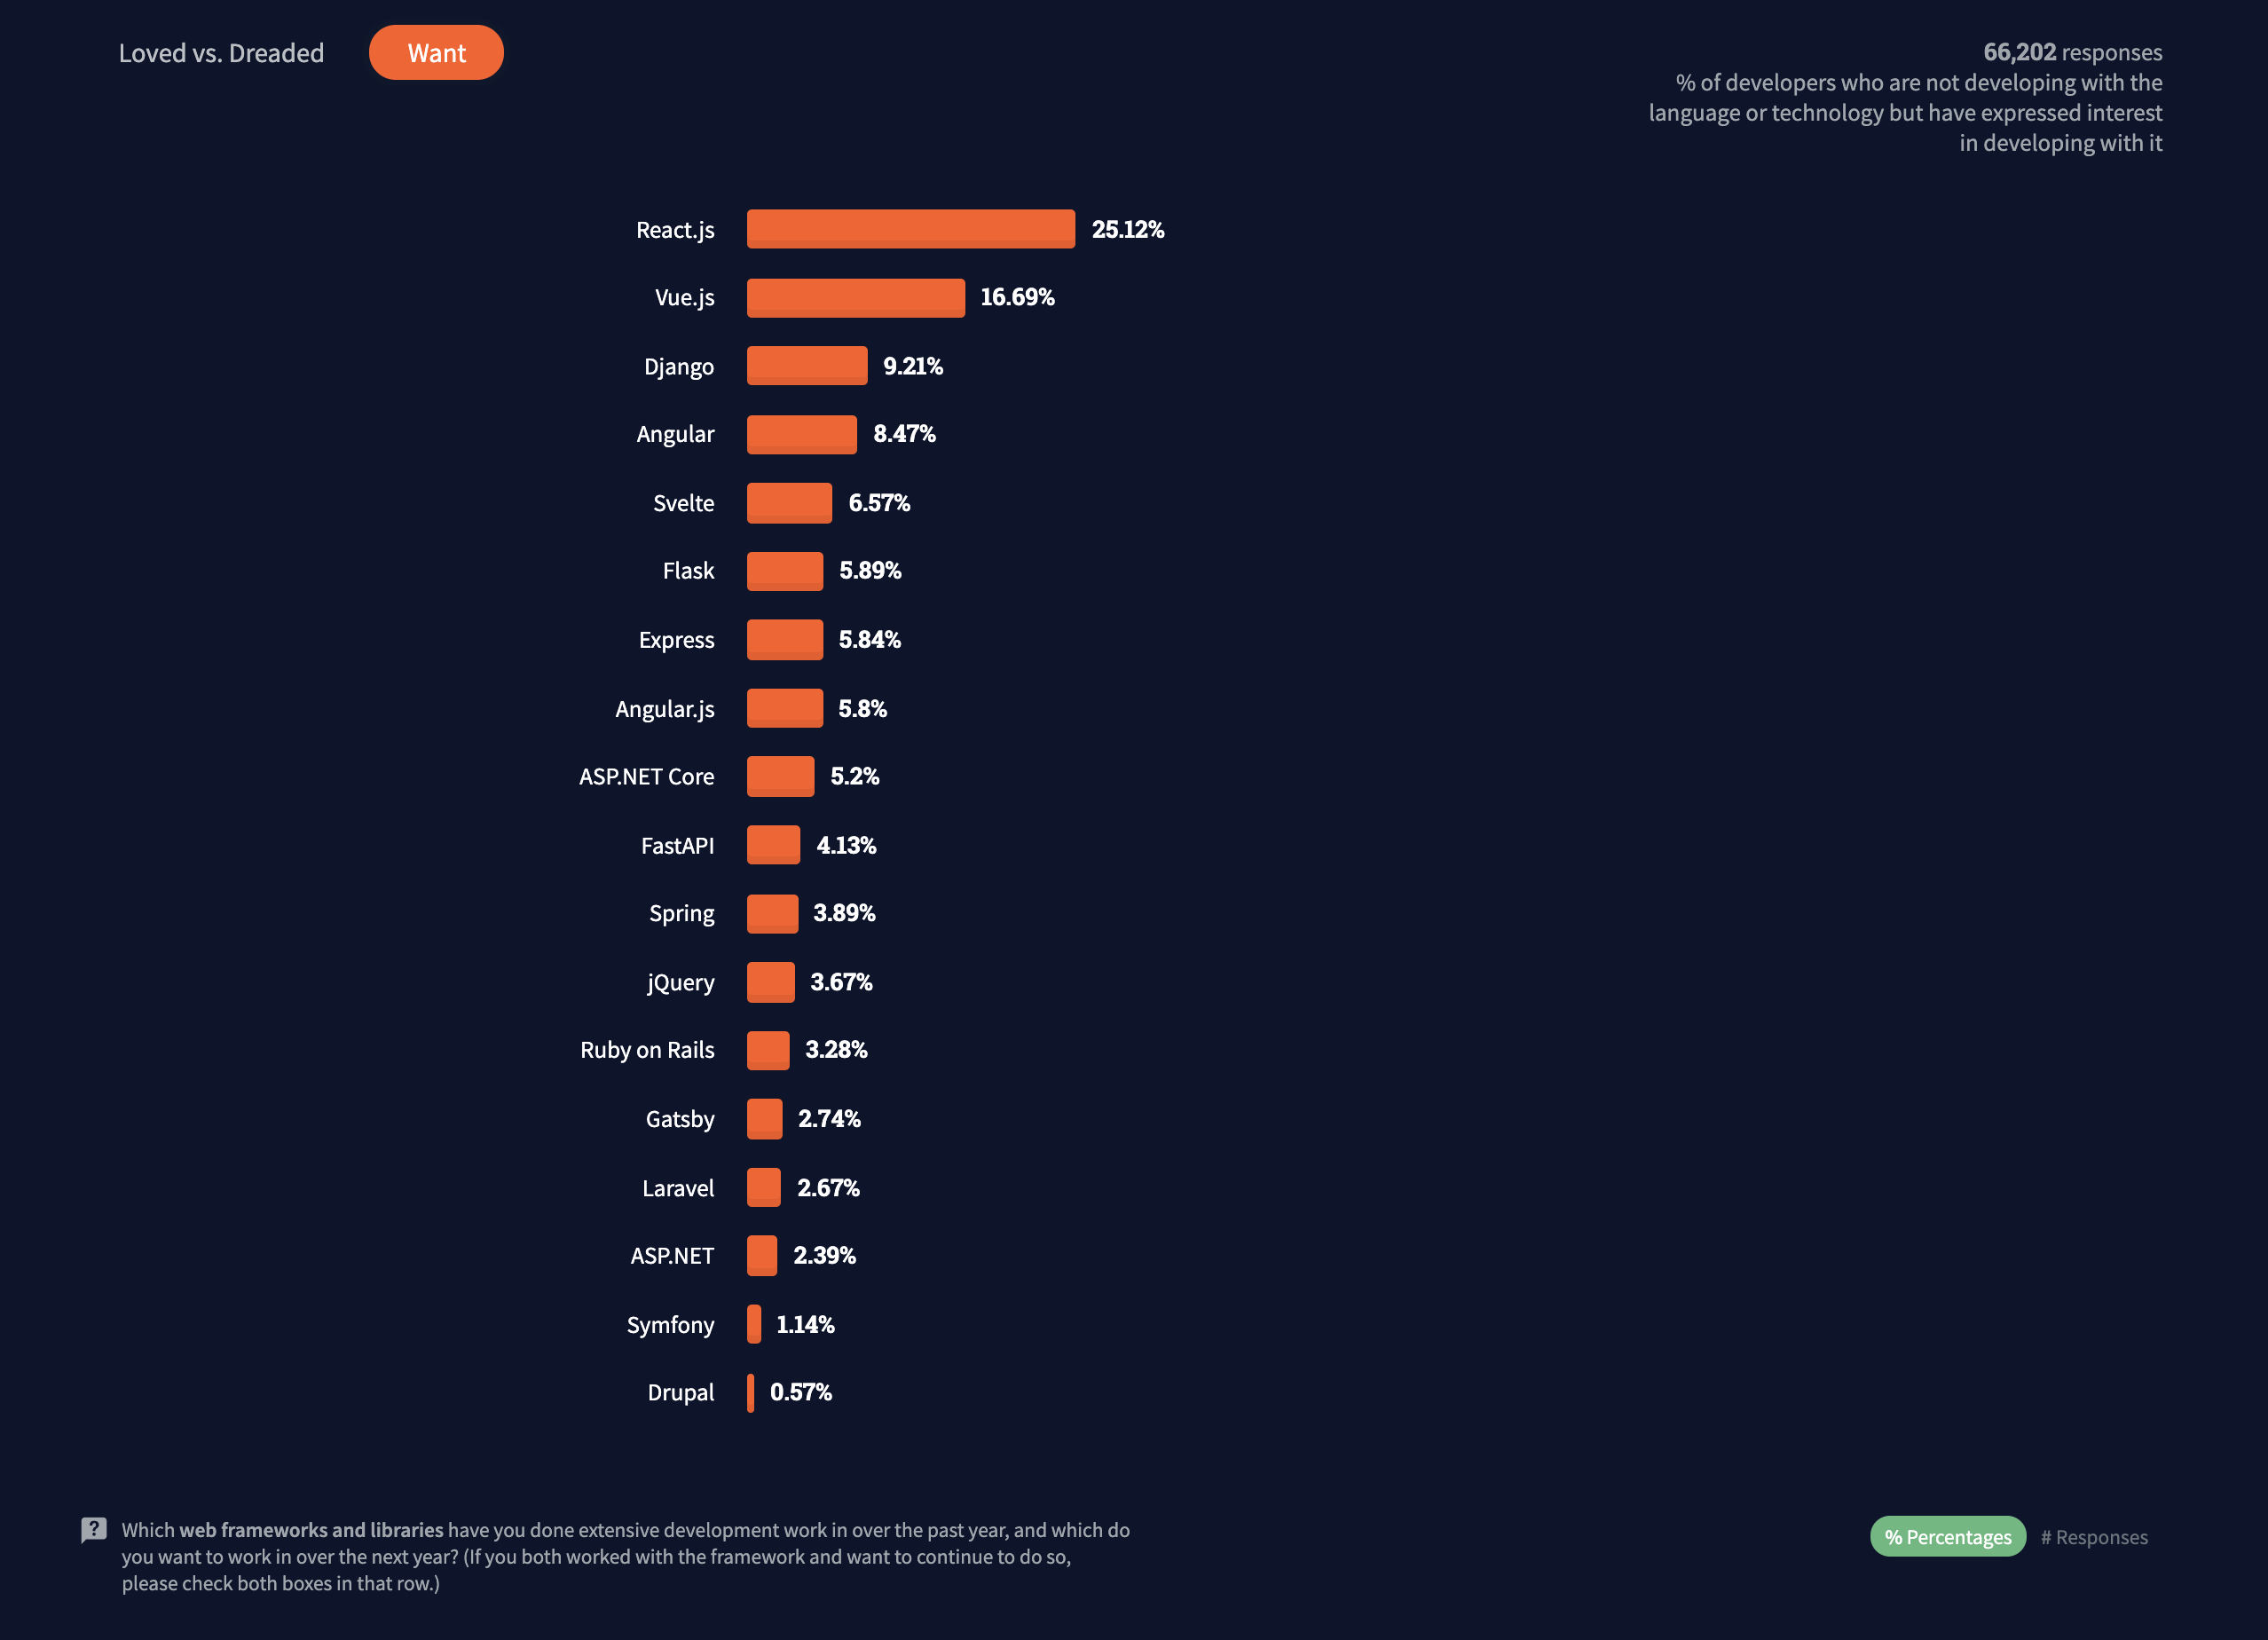 Loved vs. Dreaded
Want
66,202 responses
% of developers who are not developing with the
language or technology but have expressed interest
in developing with it
React.js 25.12%
Vue.js 16.69%
Django 9.21%
Angular 8.47%
Svelte 6.57%
Flask 5.89%
Express 5.84%
Angular.js 5.8%
ASP.NET Core 5.2%
FastAPI 4.13%
Spring 3.89%
jQuery 3.67%
Ruby on Rails 3.28%
Gatsby 2.74%
Laravel 2.67%
ASP.NET 2.39%
Symfony 1.14%
Drupal 0.57%
?
Which web frameworks and libraries have you done extensive development work in over the past year, and which do
you want to work in over the next year? (If you both worked with the framework and want to continue to do so,
please check both boxes in that row.)
% Percentages # Responses